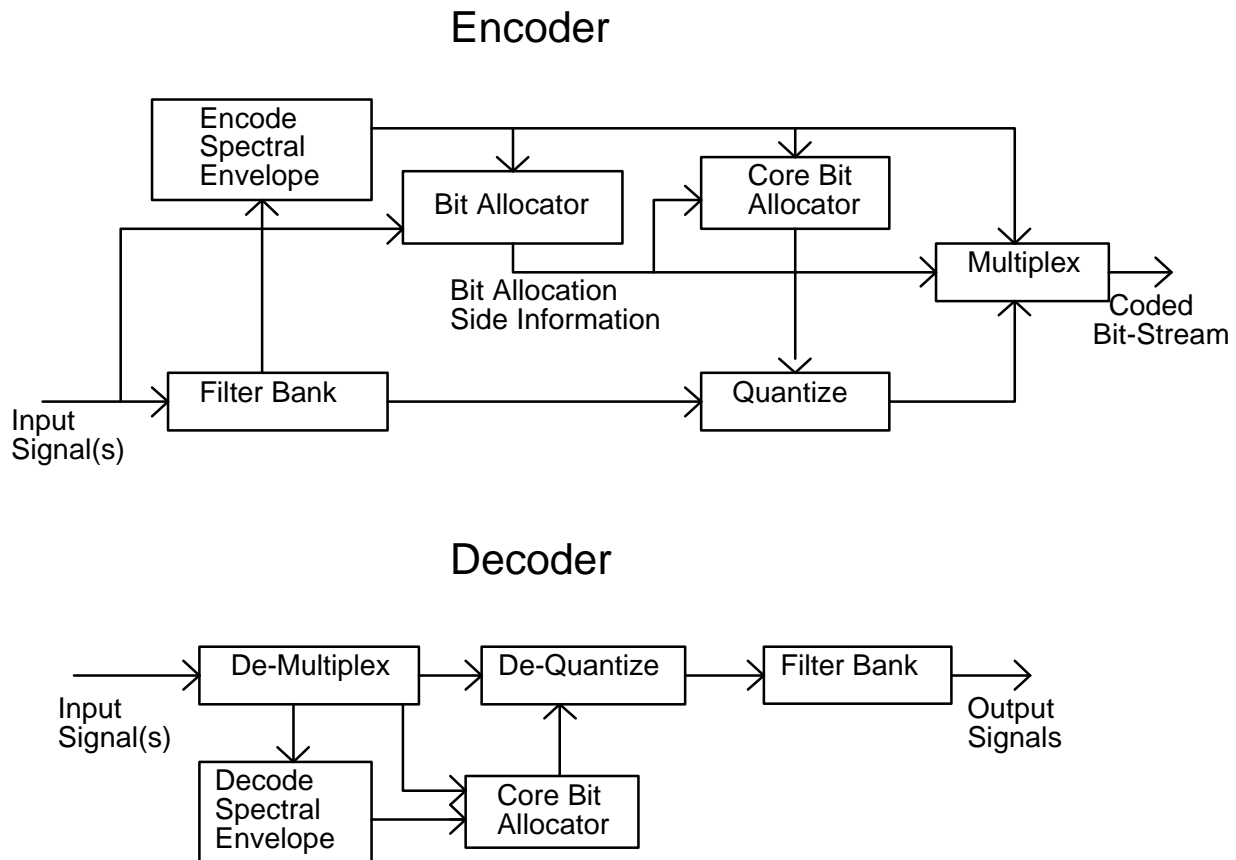 Encoder
Encode
Spectral
Envelope
Bit Allocator
Core Bit
Allocator
Multiplex
Bit Allocation
Side Information
Coded
Bit-Stream
Filter Bank
Quantize
Input
Signal(s)
Decoder
De-Multiplex
De-Quantize
Filter Bank
Input
Signal(s)
Output
Signals
Decode
Spectral
Envelope
Core Bit
Allocator